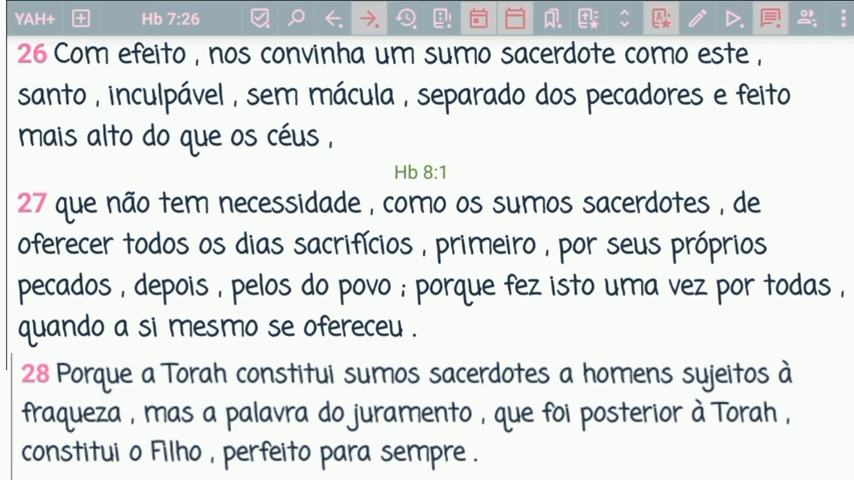 YAH+ Hb 7:26
26 Com efeito , nos convinha um sumo sacerdote como este ,
santo , inculpável , sem mácula , separado dos pecadores e feito
mais alto do que os céus ,
Hb 8:1
27 que não tem necessidade , como os sumos sacerdotes , de
oferecer todos os dias sacrifícios , primeiro , por seus próprios
pecados , depois , pelos do povo ; porque fez isto uma vez por todas ,
quando a si mesmo se ofereceu .
28 Porque a Torah constitui sumos sacerdotes a homens sujeitos à
fraqueza , mas a palavra do juramento , que foi posterior à Torah ,
constitui o Filho , perfeito para sempre .